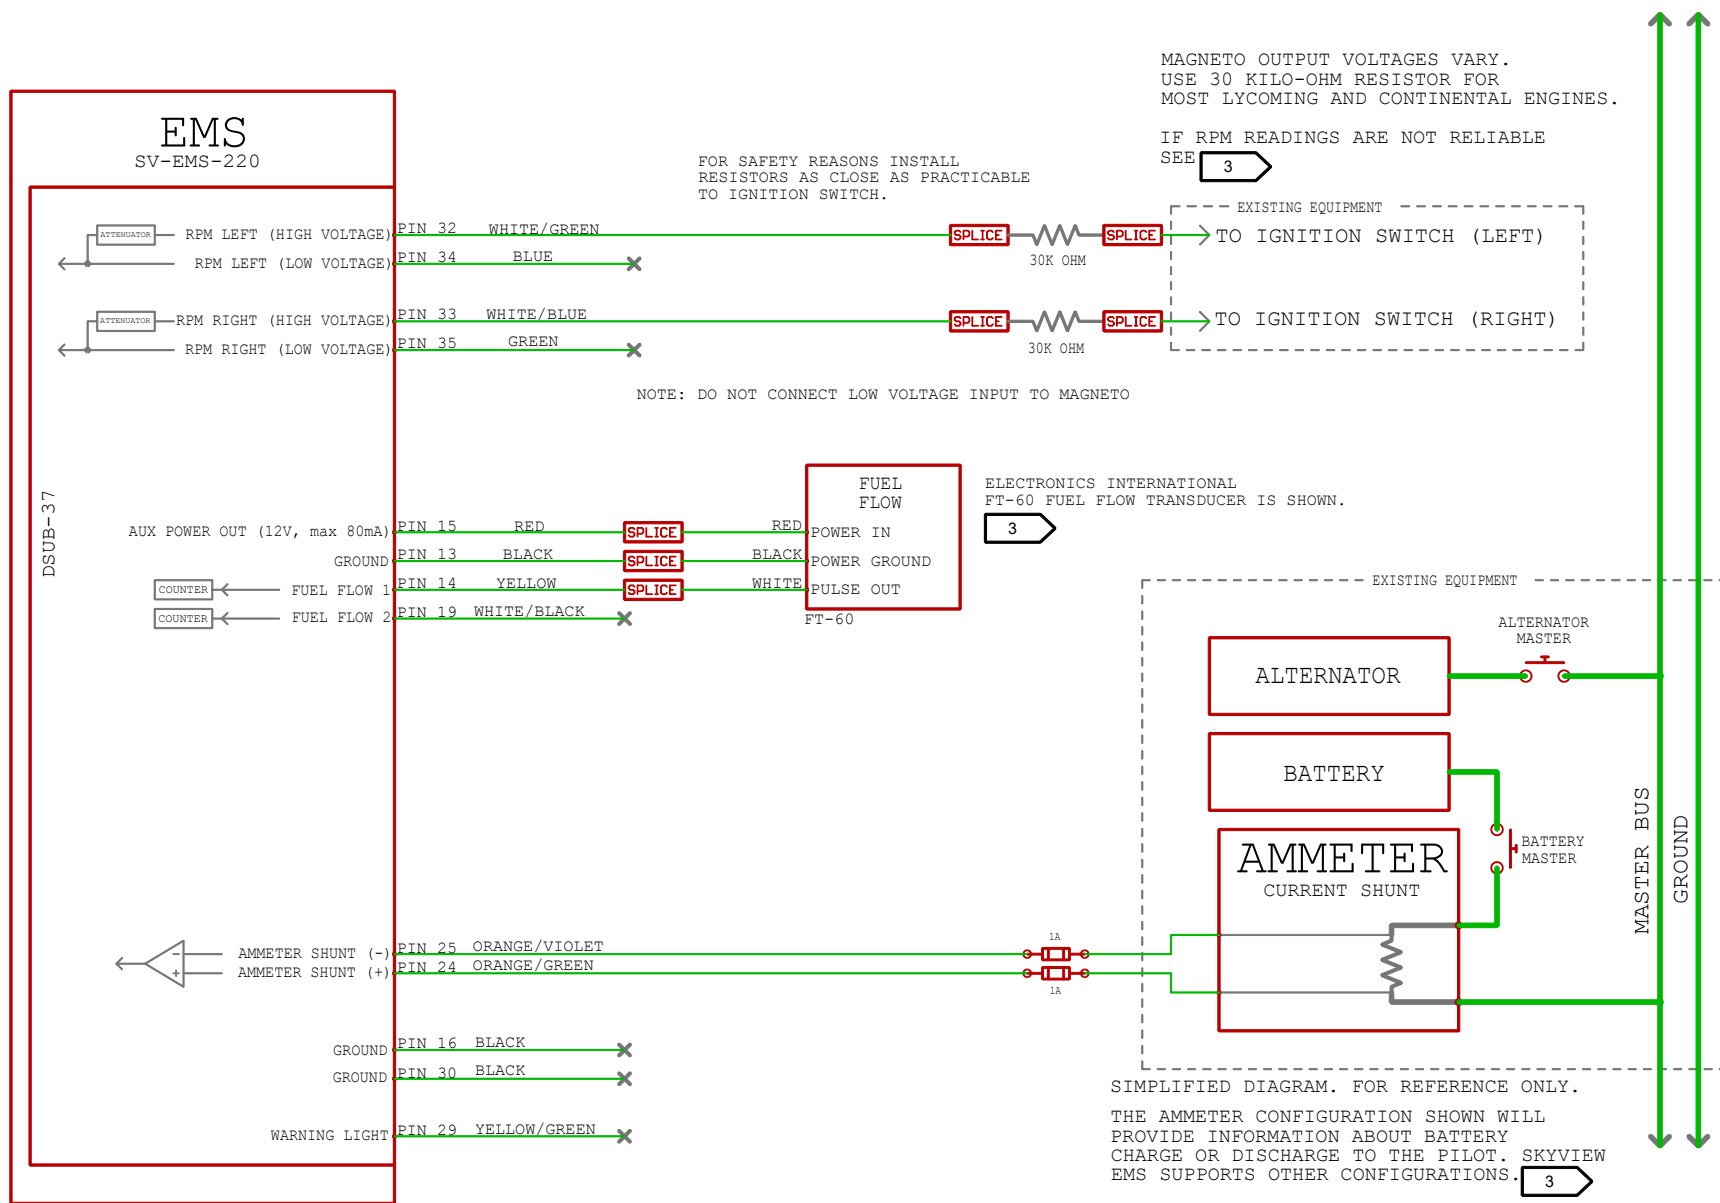 MAGNETO OUTPUT VOLTAGES VARY.
USE 30 KILO-OHM RESISTOR FOR
MOST LYCOMING AND CONTINENTAL ENGINES.
IF RPM READINGS ARE NOT RELIABLE
SEE 3
EMS
SV-EMS-220
FOR SAFETY REASONS INSTALL
RESISTORS AS CLOSE AS PRACTICABLE
TO IGNITION SWITCH.
EXISTING EQUIPMENT
ATTENUATOR RPM LEFT (HIGH VOLTAGE) PIN 32 WHITE/GREEN SPLICE SPLICE TO IGNITION SWITCH (LEFT)
30K OHM
RPM LEFT (LOW VOLTAGE) PIN 34 BLUE
ATTENUATOR RPM RIGHT (HIGH VOLTAGE) PIN 33 WHITE/BLUE SPLICE SPLICE TO IGNITION SWITCH (RIGHT)
30K OHM
RPM RIGHT (LOW VOLTAGE) PIN 35 GREEN
NOTE: DO NOT CONNECT LOW VOLTAGE INPUT TO MAGNETO
DSUB-37
FUEL
FLOW
ELECTRONICS INTERNATIONAL
FT-60 FUEL FLOW TRANSDUCER IS SHOWN.
3
AUX POWER OUT (12V, max 80mA) PIN 15 RED SPLICE RED POWER IN
GROUND PIN 13 BLACK SPLICE BLACK POWER GROUND
COUNTER FUEL FLOW 1 PIN 14 YELLOW SPLICE WHITE PULSE OUT
COUNTER FUEL FLOW 2 PIN 19 WHITE/BLACK
FT-60
EXISTING EQUIPMENT
ALTERNATOR
MASTER
ALTERNATOR
BATTERY
BATTERY
MASTER
AMMETER
CURRENT SHUNT
MASTER BUS
GROUND
- AMMETER SHUNT (-) PIN 25 ORANGE/VIOLET 1A
+ AMMETER SHUNT (+) PIN 24 ORANGE/GREEN 1A
GROUND PIN 16 BLACK
GROUND PIN 30 BLACK
WARNING LIGHT PIN 29 YELLOW/GREEN
SIMPLIFIED DIAGRAM. FOR REFERENCE ONLY.
THE AMMETER CONFIGURATION SHOWN WILL
PROVIDE INFORMATION ABOUT BATTERY
CHARGE OR DISCHARGE TO THE PILOT. SKYVIEW
EMS SUPPORTS OTHER CONFIGURATIONS. 3